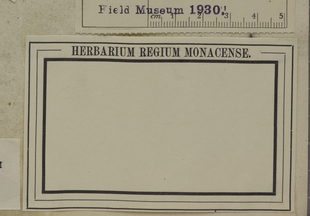 Field Museum 1930.
cm. 1 2 3 4 5
HERBARIUM REGIUM MONACENSE.